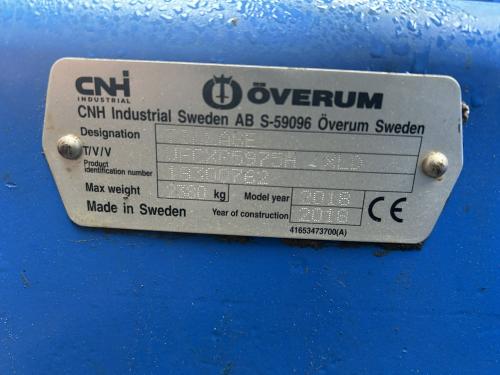 CNH
INDUSTRIAL
ÖVERUM
CNH Industrial Sweden AB S-59096 Överum Sweden
Designation
T/V/V
Product
identification number
Max weight kg Model year 2018
Made in Sweden Year of construction 2018 CE
41653473700(A)